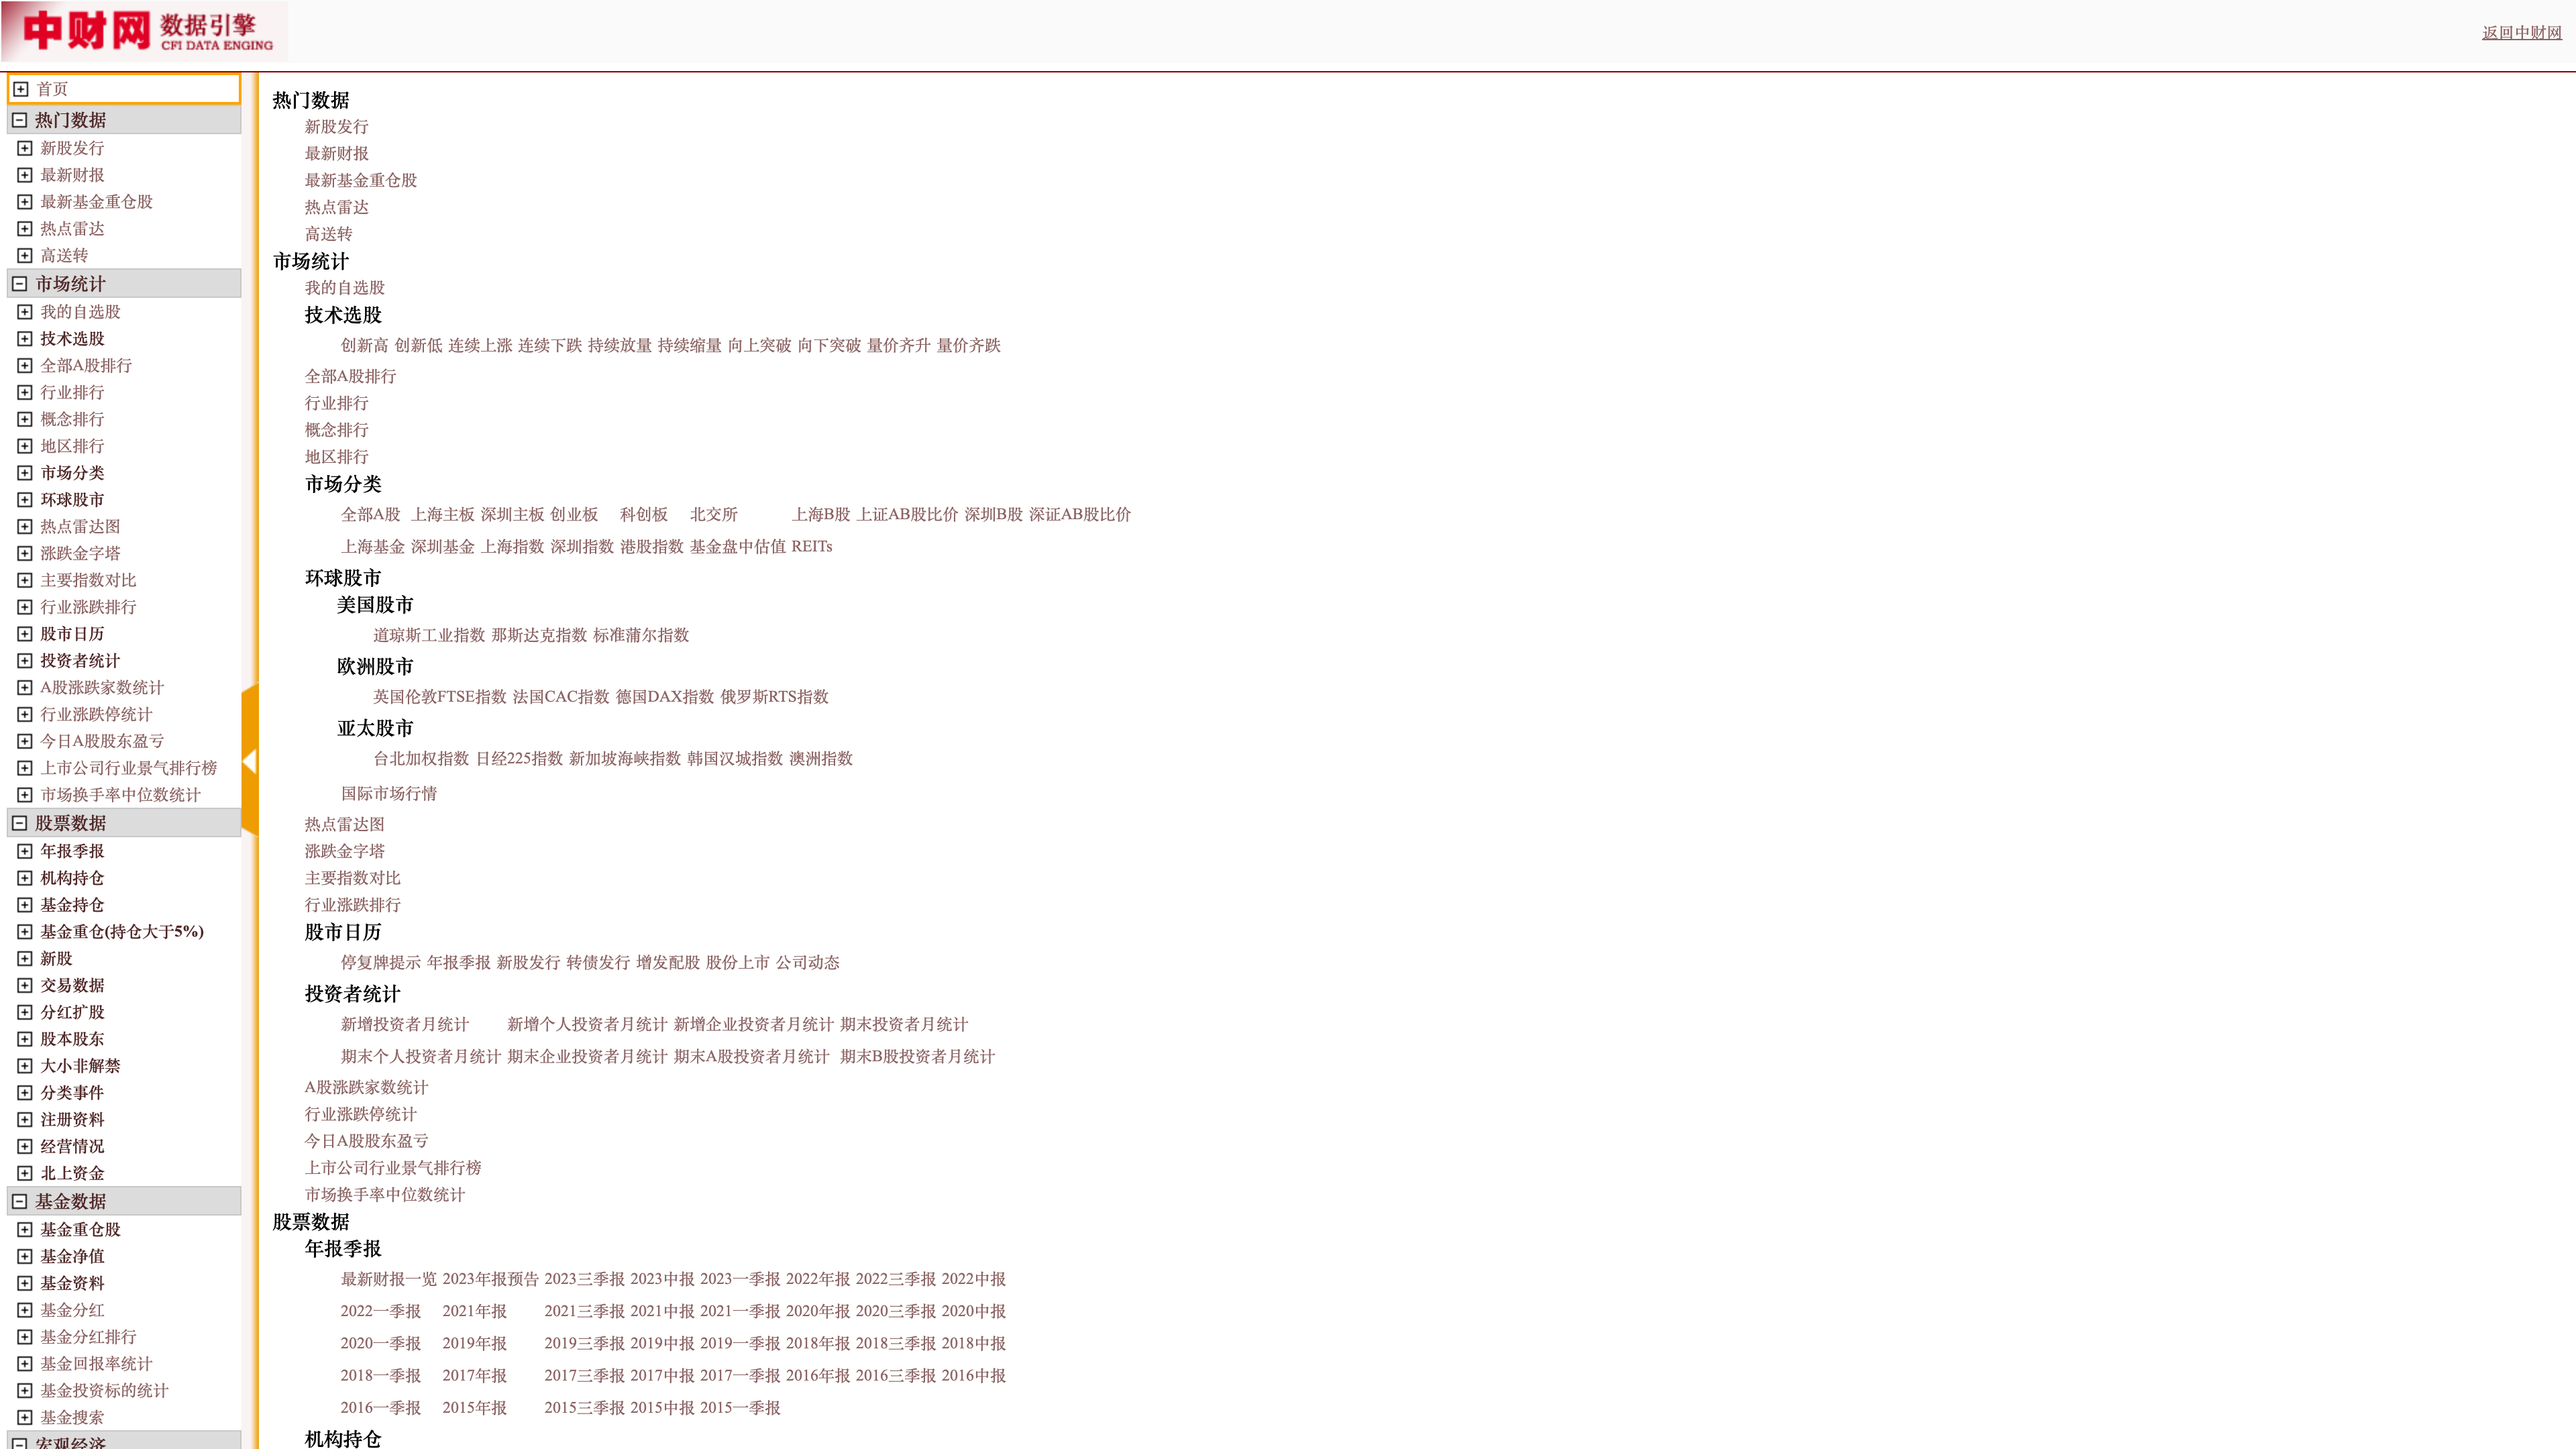 中财网 数据引擎
CFI DATA ENGING
返回中财网
首页
热门数据
新股发行
最新财报
最新基金重仓股
热点雷达
高送转
市场统计
我的自选股
技术选股
全部A股排行
行业排行
概念排行
地区排行
市场分类
环球股市
热点雷达图
涨跌金字塔
主要指数对比
行业涨跌排行
股市日历
投资者统计
A股涨跌家数统计
行业涨跌停统计
今日A股股东盈亏
上市公司行业景气排行榜
市场换手率中位数统计
股票数据
年报季报
机构持仓
基金持仓
基金重仓(持仓大于5%)
新股
交易数据
分红扩股
股本股东
大小非解禁
分类事件
注册资料
经营情况
北上资金
基金数据
基金重仓股
基金净值
基金资料
基金分红
基金分红排行
基金回报率统计
基金投资标的统计
基金搜索
宏观经济
热门数据
新股发行
最新财报
最新基金重仓股
热点雷达
高送转
市场统计
我的自选股
技术选股
创新高 创新低 连续上涨 连续下跌 持续放量 持续缩量 向上突破 向下突破 量价齐升 量价齐跌
全部A股排行
行业排行
概念排行
地区排行
市场分类
全部A股 上海主板 深圳主板 创业板 科创板 北交所 上海B股 上证AB股比价 深圳B股 深证AB股比价
上海基金 深圳基金 上海指数 深圳指数 港股指数 基金盘中估值 REITs
环球股市
美国股市
道琼斯工业指数 那斯达克指数 标准蒲尔指数
欧洲股市
英国伦敦FTSE指数 法国CAC指数 德国DAX指数 俄罗斯RTS指数
亚太股市
台北加权指数 日经225指数 新加坡海峡指数 韩国汉城指数 澳洲指数
国际市场行情
热点雷达图
涨跌金字塔
主要指数对比
行业涨跌排行
股市日历
停复牌提示 年报季报 新股发行 转债发行 增发配股 股份上市 公司动态
投资者统计
新增投资者月统计 新增个人投资者月统计 新增企业投资者月统计 期末投资者月统计
期末个人投资者月统计 期末企业投资者月统计 期末A股投资者月统计 期末B股投资者月统计
A股涨跌家数统计
行业涨跌停统计
今日A股股东盈亏
上市公司行业景气排行榜
市场换手率中位数统计
股票数据
年报季报
最新财报一览 2023年报预告 2023三季报 2023中报 2023一季报 2022年报 2022三季报 2022中报
2022一季报 2021年报 2021三季报 2021中报 2021一季报 2020年报 2020三季报 2020中报
2020一季报 2019年报 2019三季报 2019中报 2019一季报 2018年报 2018三季报 2018中报
2018一季报 2017年报 2017三季报 2017中报 2017一季报 2016年报 2016三季报 2016中报
2016一季报 2015年报 2015三季报 2015中报 2015一季报
机构持仓